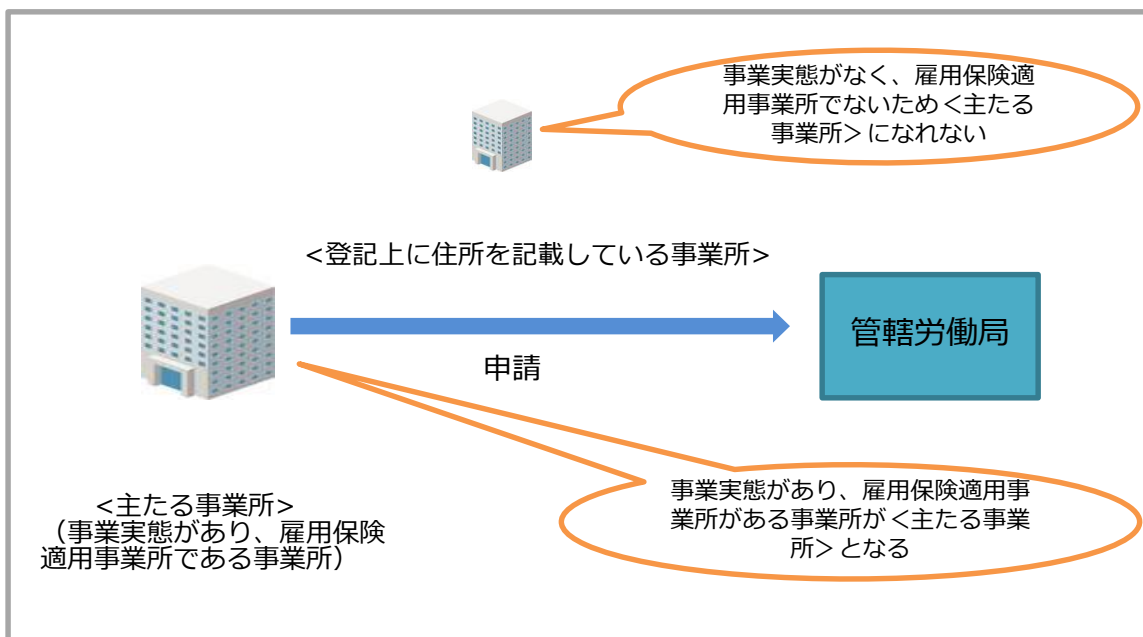 事業実態がなく、雇用保険適
用事業所でないため<主たる
事業所>になれない
<登記上に住所を記載している事業所>
管轄労働局
申請
<主たる事業所>
（事業実態があり、雇用保険
適用事業所である事業所）
事業実態があり、雇用保険適用事
業所がある事業所が<主たる事業
所>となる